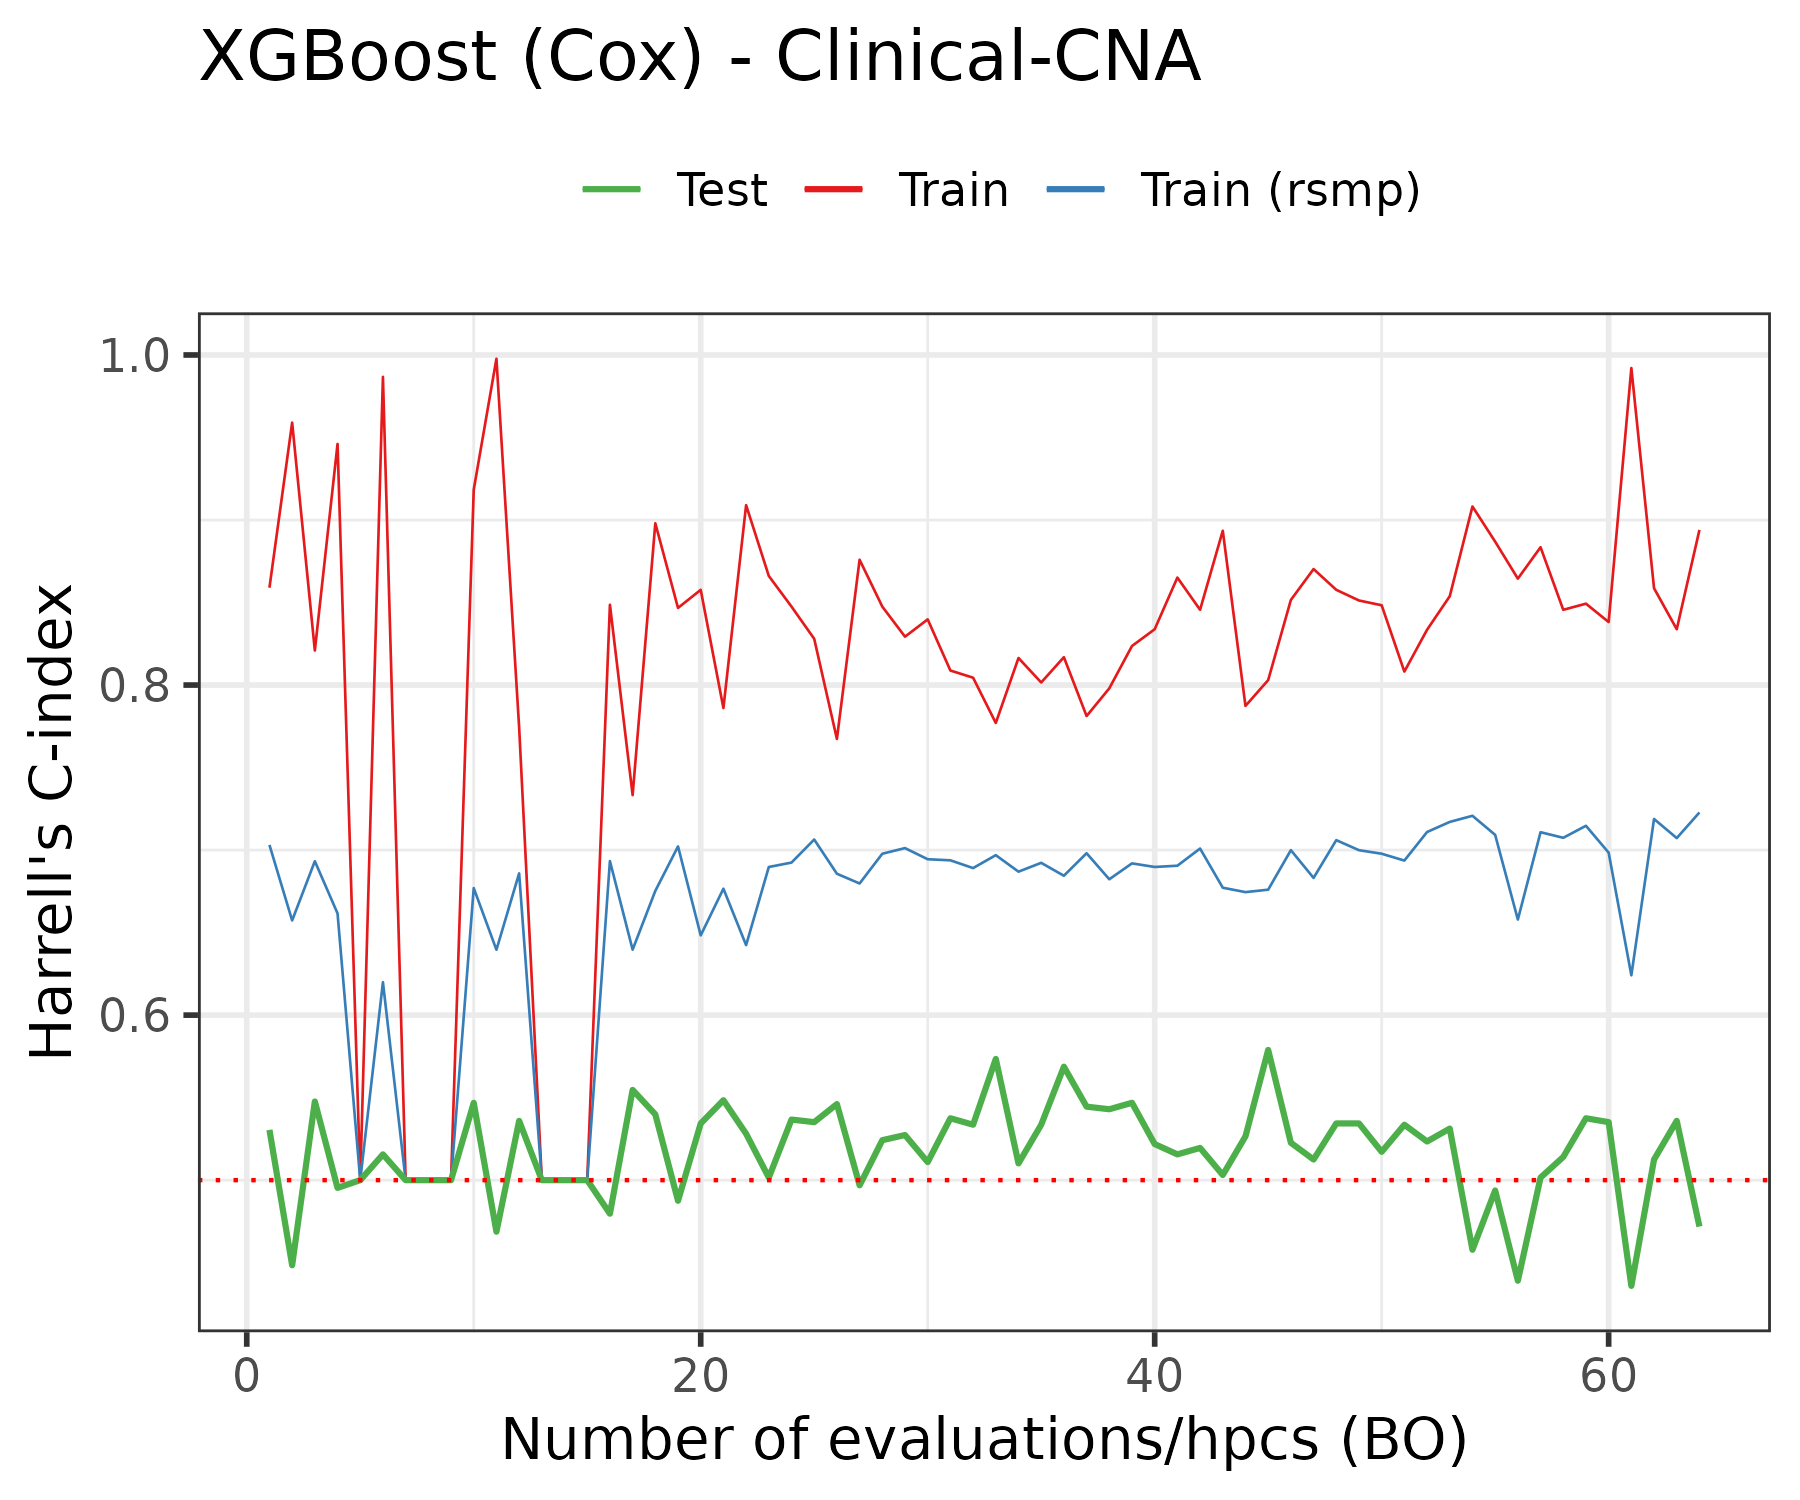 XGBoost (Cox) - Clinical-CNA
Test Train Train (rsmp)
1.0
0.8
0.6
Harrell's C-index
0 20 40 60
Number of evaluations/hpcs (BO)